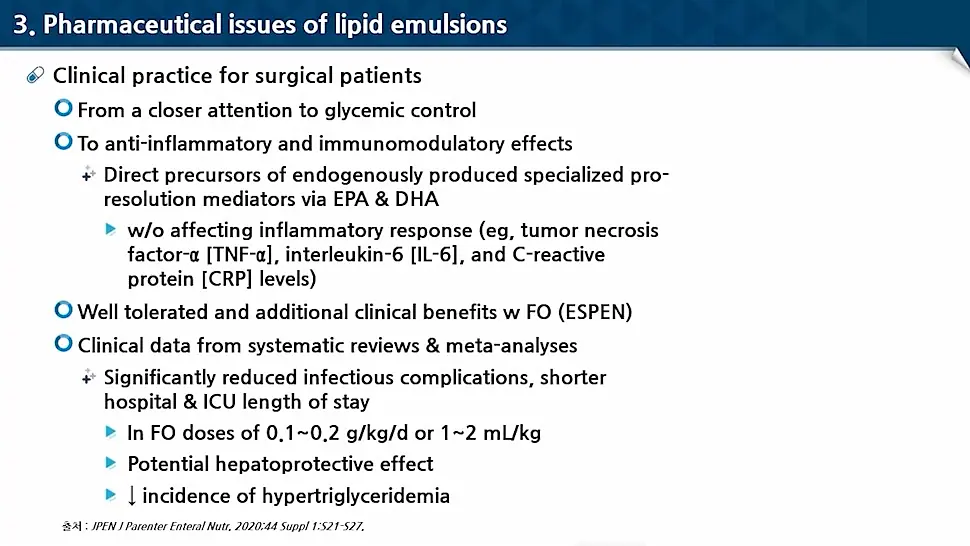 3. Pharmaceutical issues of lipid emulsions
Clinical practice for surgical patients
From a closer attention to glycemic control
To anti-inflammatory and immunomodulatory effects
Direct precursors of endogenously produced specialized pro-
resolution mediators via EPA & DHA
w/o affecting inflammatory response (eg, tumor necrosis
factor-α [TNF-α], interleukin-6 [IL-6], and C-reactive
protein [CRP] levels)
Well tolerated and additional clinical benefits w FO (ESPEN)
Clinical data from systematic reviews & meta-analyses
Significantly reduced infectious complications, shorter
hospital & ICU length of stay
In FO doses of 0.1~0.2 g/kg/d or 1~2 mL/kg
Potential hepatoprotective effect
↓ incidence of hypertriglyceridemia
출처 : JPEN J Parenter Enteral Nutr. 2020;44 Suppl 1:S21-S27.